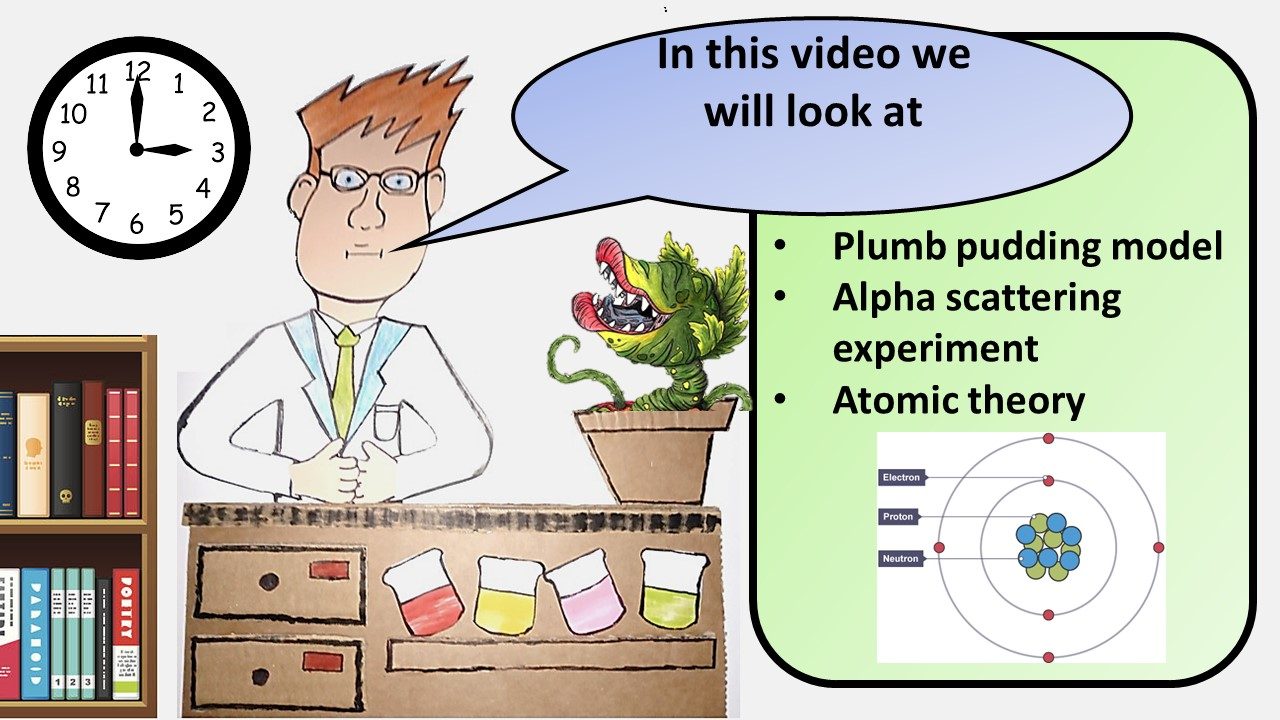 In this video we
will look at
12
11
1
10
2
9
3
8
4
7
5
6
• Plumb pudding model
• Alpha scattering
experiment
• Atomic theory
Electron
Proton
Neutron
PARANOID
1 2 3
POETRY